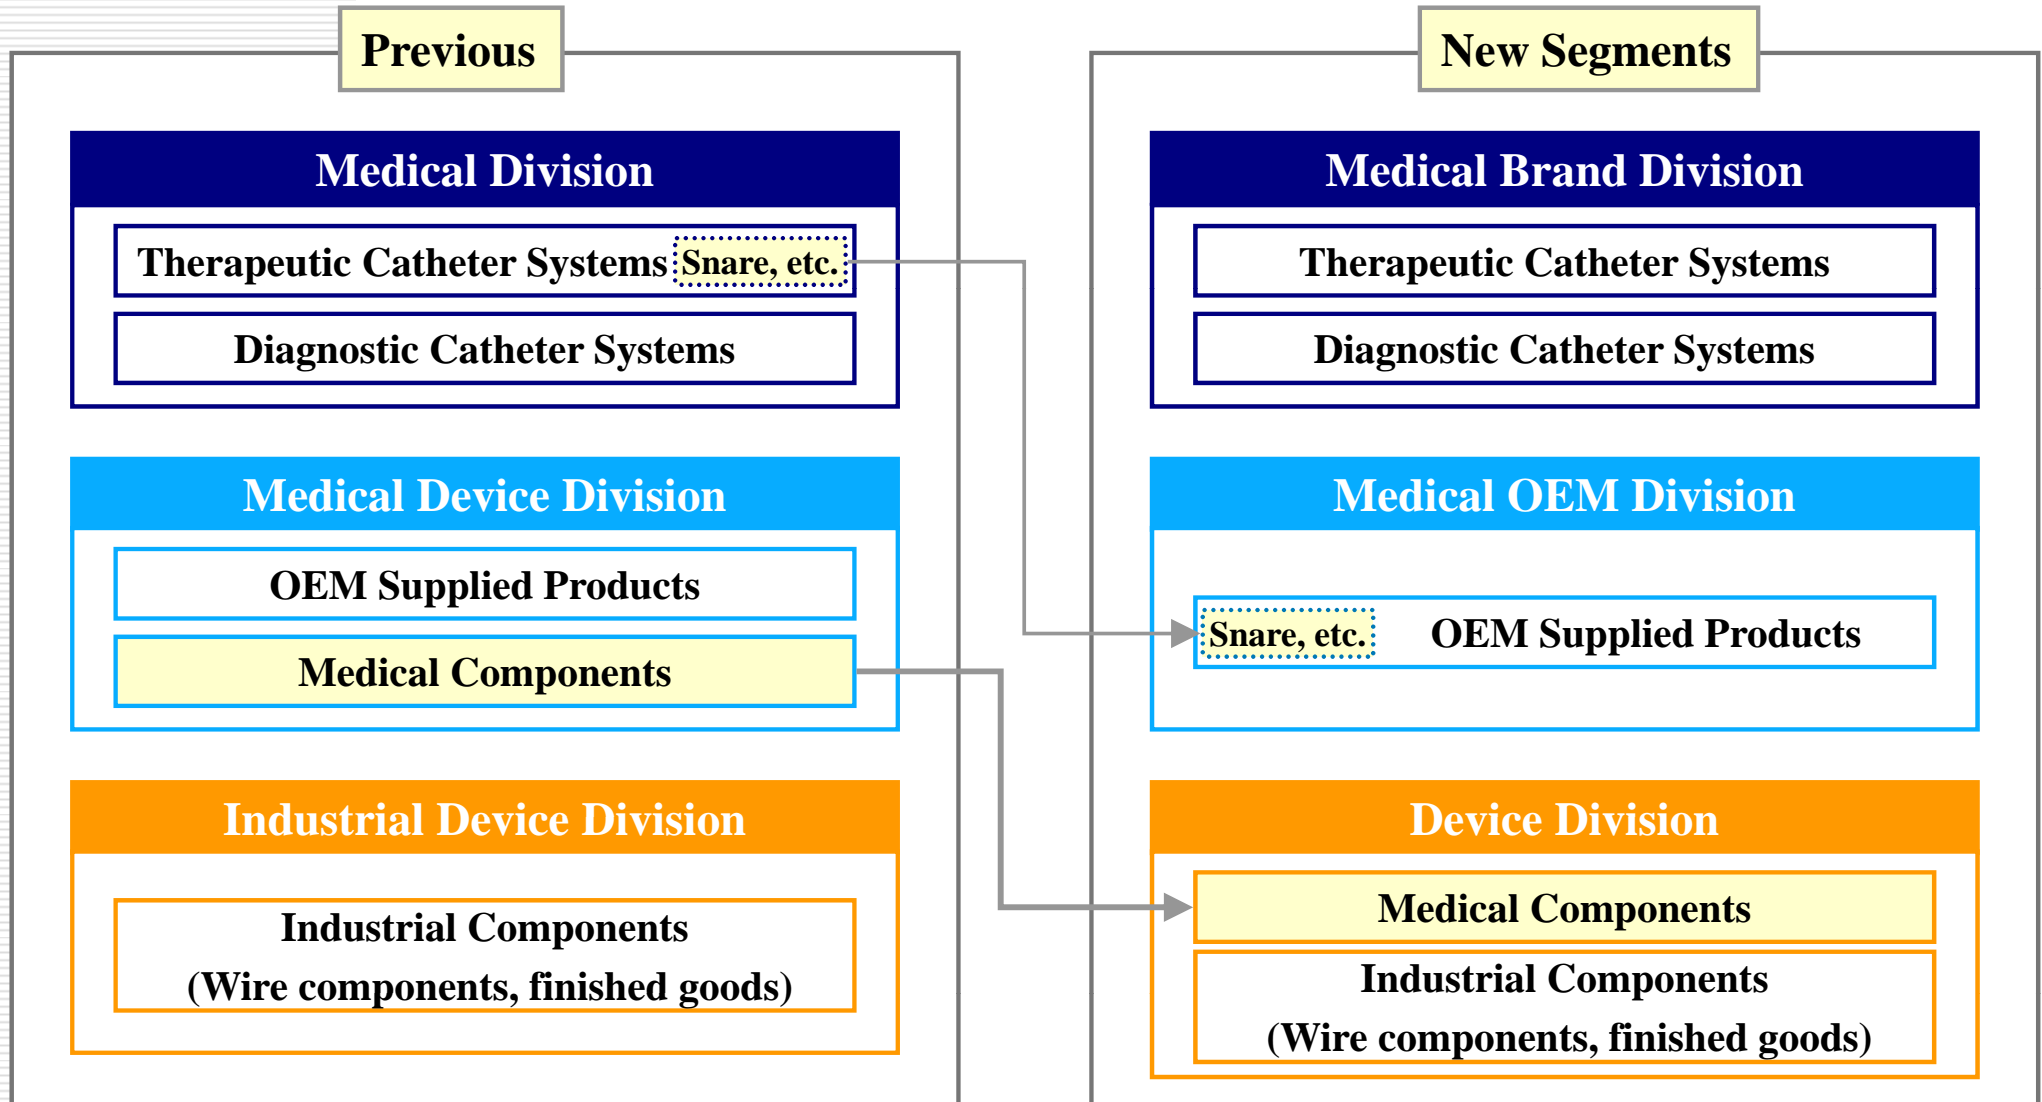 Previous
Medical Division
Therapeutic Catheter Systems Snare, etc.
Diagnostic Catheter Systems
Medical Device Division
OEM Supplied Products
Medical Components
Industrial Device Division
Industrial Components
(Wire components, finished goods)
New Segments
Medical Brand Division
Therapeutic Catheter Systems
Diagnostic Catheter Systems
Medical OEM Division
Snare, etc. OEM Supplied Products
Device Division
Medical Components
Industrial Components
(Wire components, finished goods)